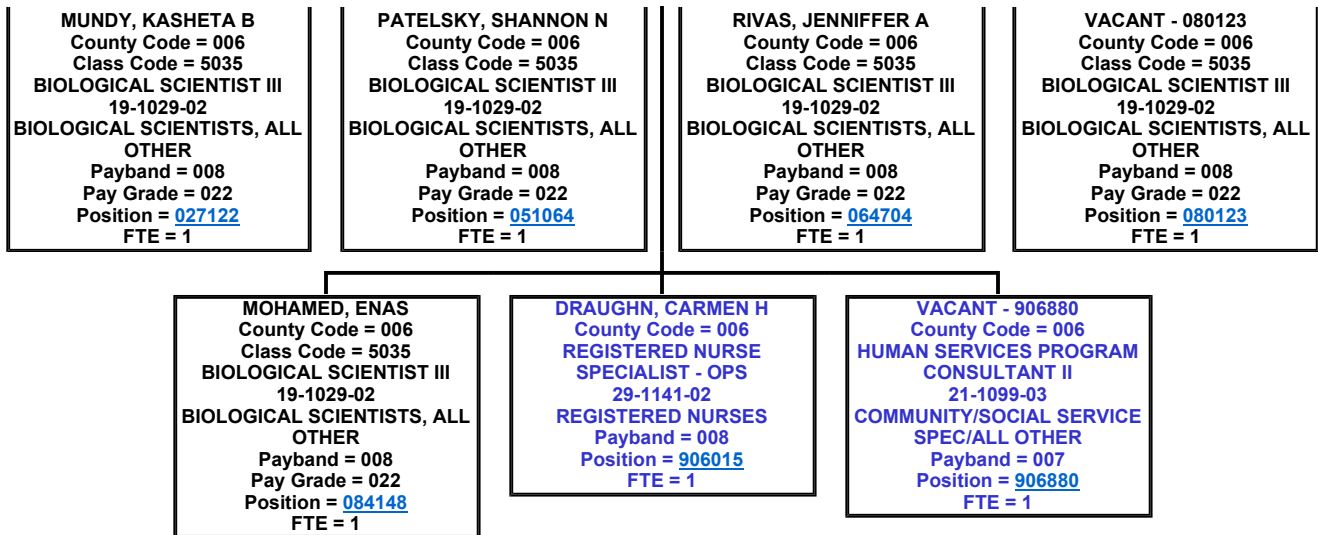 MUNDY, KASHETA B
County Code = 006
Class Code = 5035
BIOLOGICAL SCIENTIST III
19-1029-02
BIOLOGICAL SCIENTISTS, ALL
OTHER
Payband = 008
Pay Grade = 022
Position = 027122
FTE = 1
PATELSKY, SHANNON N
County Code = 006
Class Code = 5035
BIOLOGICAL SCIENTIST III
19-1029-02
BIOLOGICAL SCIENTISTS, ALL
OTHER
Payband = 008
Pay Grade = 022
Position = 051064
FTE = 1
RIVAS, JENNIFFER A
County Code = 006
Class Code = 5035
BIOLOGICAL SCIENTIST III
19-1029-02
BIOLOGICAL SCIENTISTS, ALL
OTHER
Payband = 008
Pay Grade = 022
Position = 064704
FTE = 1
VACANT - 080123
County Code = 006
Class Code = 5035
BIOLOGICAL SCIENTIST III
19-1029-02
BIOLOGICAL SCIENTISTS, ALL
OTHER
Payband = 008
Pay Grade = 022
Position = 080123
FTE = 1
MOHAMED, ENAS
County Code = 006
Class Code = 5035
BIOLOGICAL SCIENTIST III
19-1029-02
BIOLOGICAL SCIENTISTS, ALL
OTHER
Payband = 008
Pay Grade = 022
Position = 084148
FTE = 1
DRAUGHN, CARMEN H
County Code = 006
REGISTERED NURSE
SPECIALIST - OPS
29-1141-02
REGISTERED NURSES
Payband = 008
Position = 906015
FTE = 1
VACANT - 906880
County Code = 006
HUMAN SERVICES PROGRAM
CONSULTANT II
21-1099-03
COMMUNITY/SOCIAL SERVICE
SPEC/ALL OTHER
Payband = 007
Position = 906880
FTE = 1